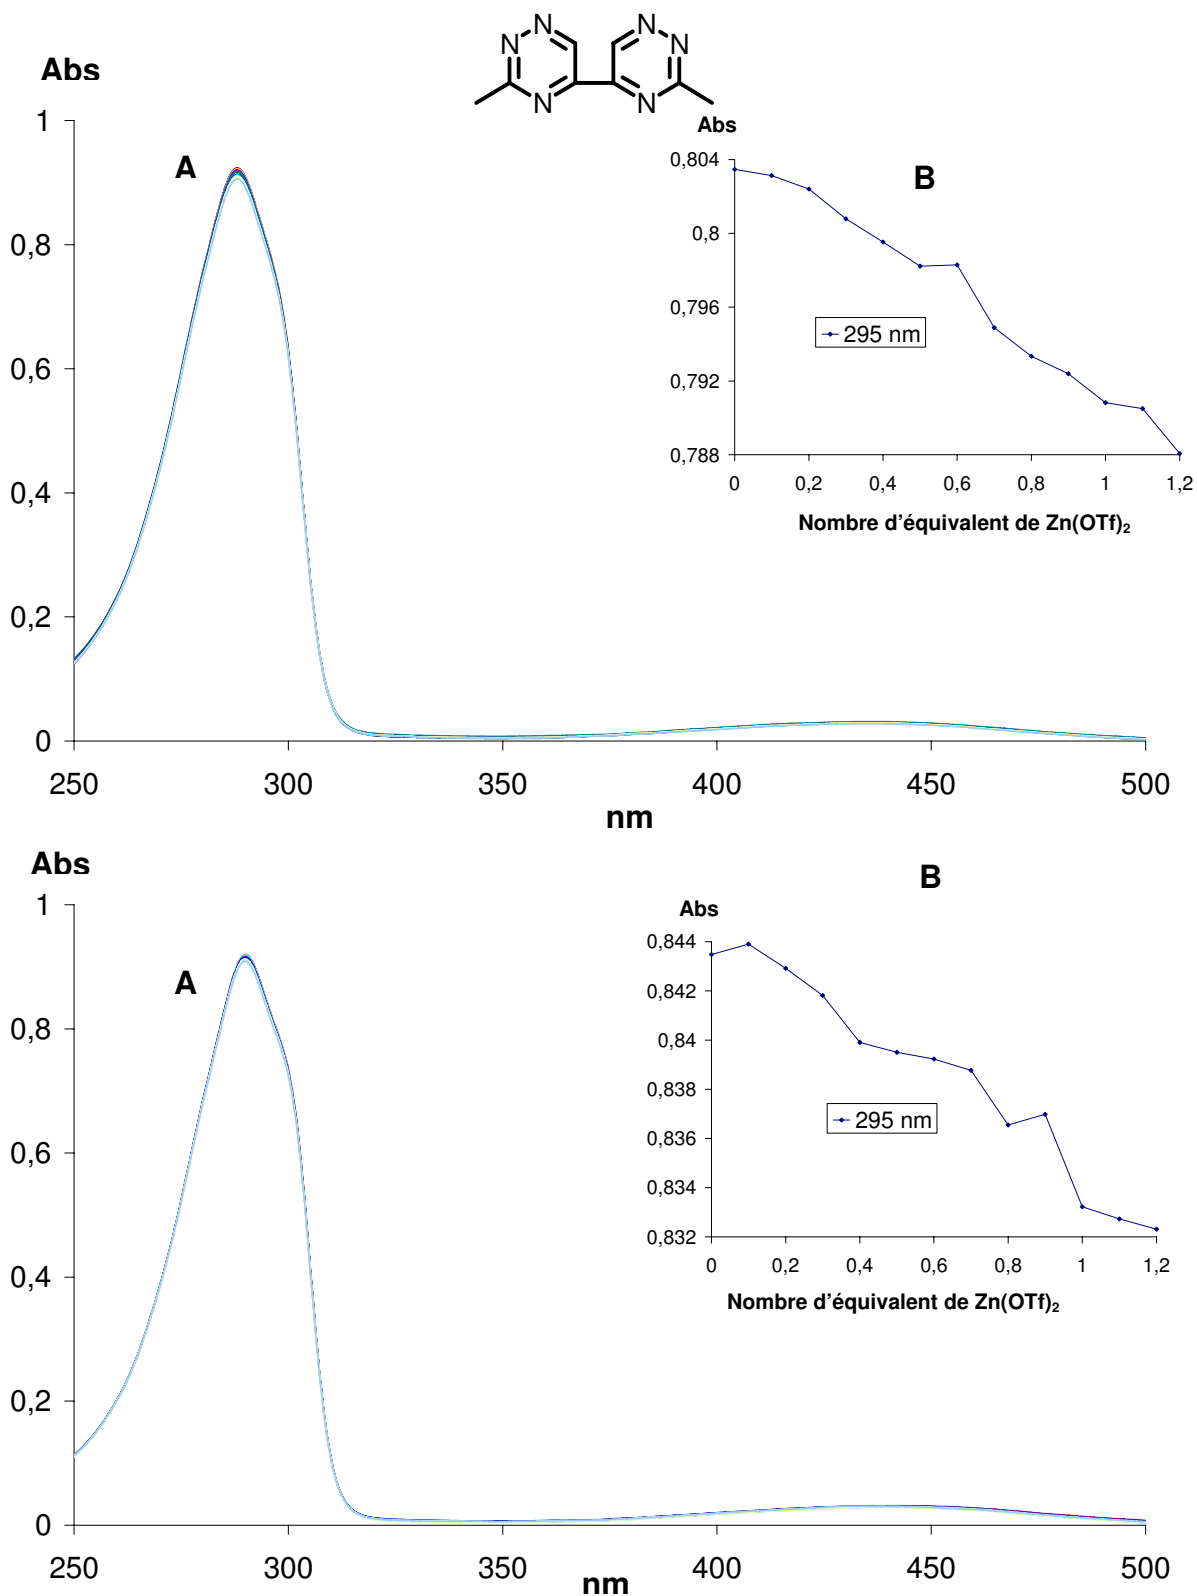 N N
N N
N N
Abs
Abs
1
A
0,8
0,6
0,4
0,2
0
250 300 350 400 450 500
nm
B
0,804
0,8
0,796
0,792
0,788
295 nm
0 0,2 0,4 0,6 0,8 1 1,2
Nombre d'équivalent de Zn(OTf)₂
Abs
1
A
0,8
0,6
0,4
0,2
0
250 300 350 400 450 500
nm
B
Abs
0,844
0,842
0,84
0,838
0,836
0,834
0,832
295 nm
0 0,2 0,4 0,6 0,8 1 1,2
Nombre d'équivalent de Zn(OTf)₂